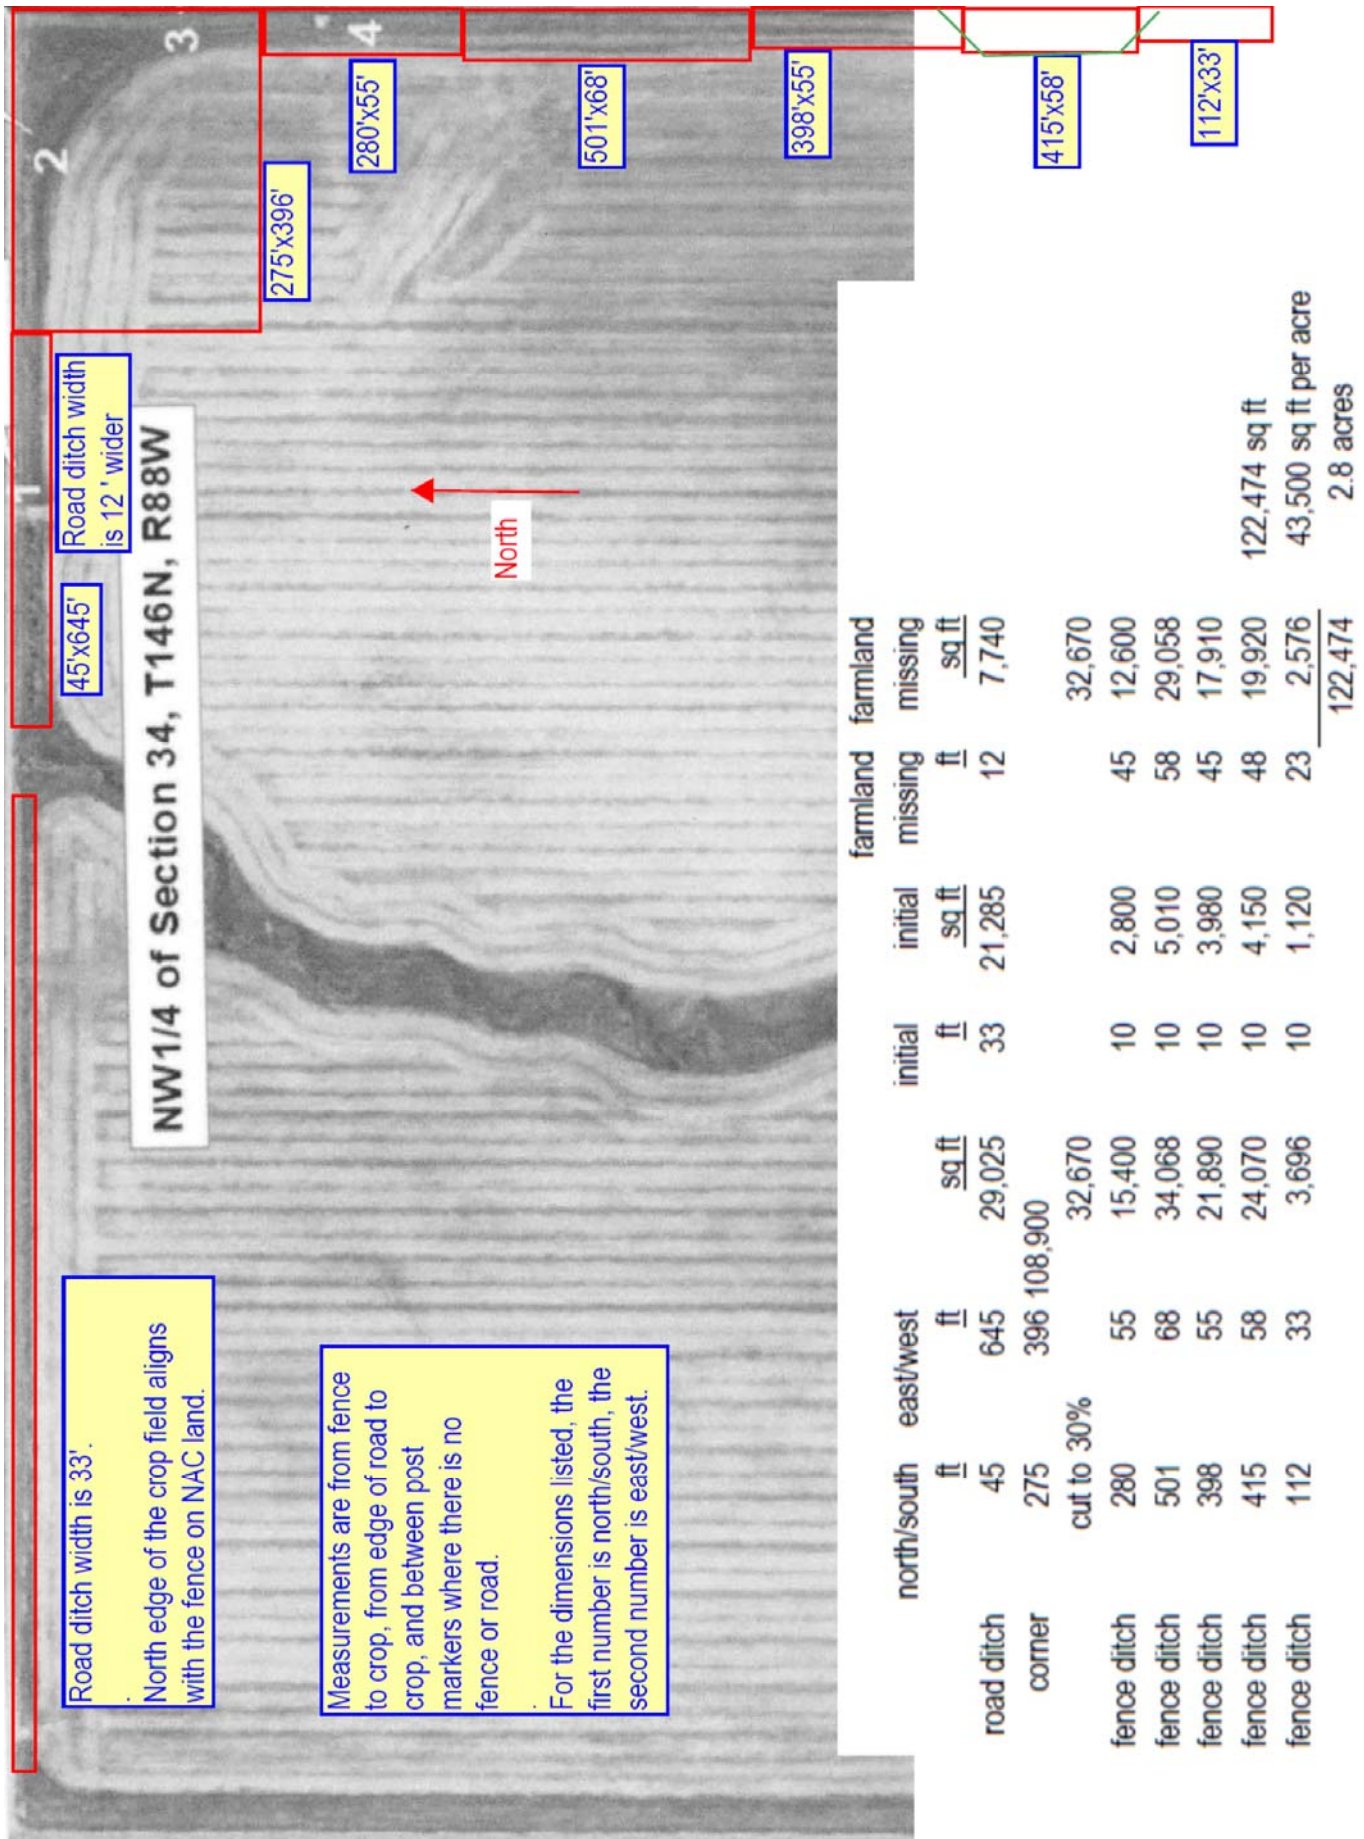 Road ditch width is 33'.
.
North edge of the crop field aligns
with the fence on NAC land.
Measurements are from fence
to crop, from edge of road to
crop, and between post
markers where there is no
fence or road.
.
For the dimensions listed, the
first number is north/south, the
second number is east/west.
NW1/4 of Section 34, T146N, R88W
45'x645'
Road ditch width
is 12 ' wider
1
2
3
4
North
275'x396'
280'x55'
501'x68'
398'x55'
415'x58'
112'x33'
farmland farmland
north/south east/west initial initial missing missing
ft ft sq ft ft sq ft ft sq ft
road ditch 45 645 29,025 33 21,285 12 7,740
corner 275 396 108,900
cut to 30% 32,670 32,670
fence ditch 280 55 15,400 10 2,800 45 12,600
fence ditch 501 68 34,068 10 5,010 58 29,058
fence ditch 398 55 21,890 10 3,980 45 17,910
fence ditch 415 58 24,070 10 4,150 48 19,920
fence ditch 112 33 3,696 10 1,120 23 2,576
122,474
122,474 sq ft
43,500 sq ft per acre
2.8 acres